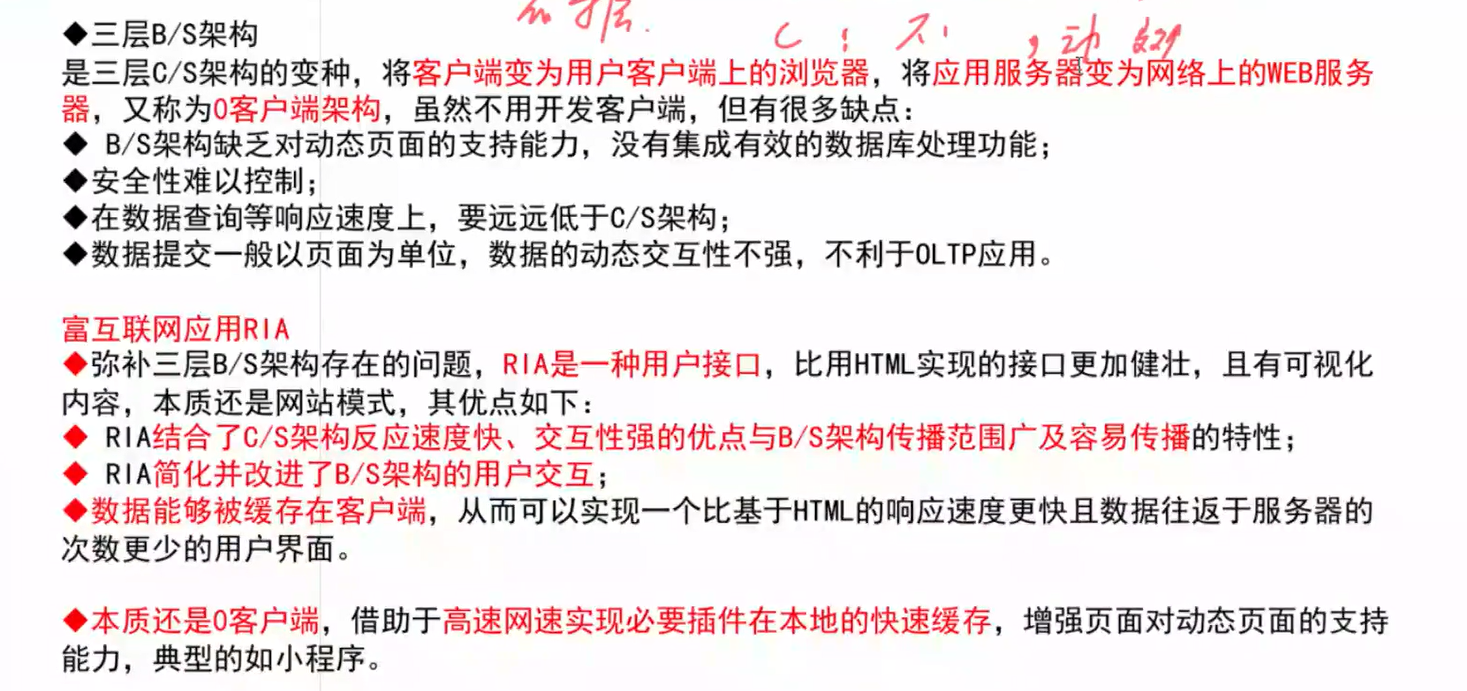 ◆三层B/S架构
是三层C/S架构的变种，将客户端变为用户客户端上的浏览器，将应用服务器变为网络上的WEB服务
器，又称为0客户端架构，虽然不用开发客户端，但有很多缺点：
◆ B/S架构缺乏对动态页面的支持能力，没有集成有效的数据库处理功能；
◆安全性难以控制；
◆在数据查询等响应速度上，要远远低于C/S架构；
◆数据提交一般以页面为单位，数据的动态交互性不强，不利于OLTP应用。
富互联网应用RIA
◆弥补三层B/S架构存在的问题，RIA是一种用户接口，比用HTML实现的接口更加健壮，且有可视化
内容，本质还是网站模式，其优点如下：
◆ RIA结合了C/S架构反应速度快、交互性强的优点与B/S架构传播范围广及容易传播的特性；
◆ RIA简化并改进了B/S架构的用户交互；
◆数据能够被缓存在客户端，从而可以实现一个比基于HTML的响应速度更快且数据往返于服务器的
次数更少的用户界面。
◆本质还是0客户端，借助于高速网速实现必要插件在本地的快速缓存，增强页面对动态页面的支持
能力，典型的如小程序。